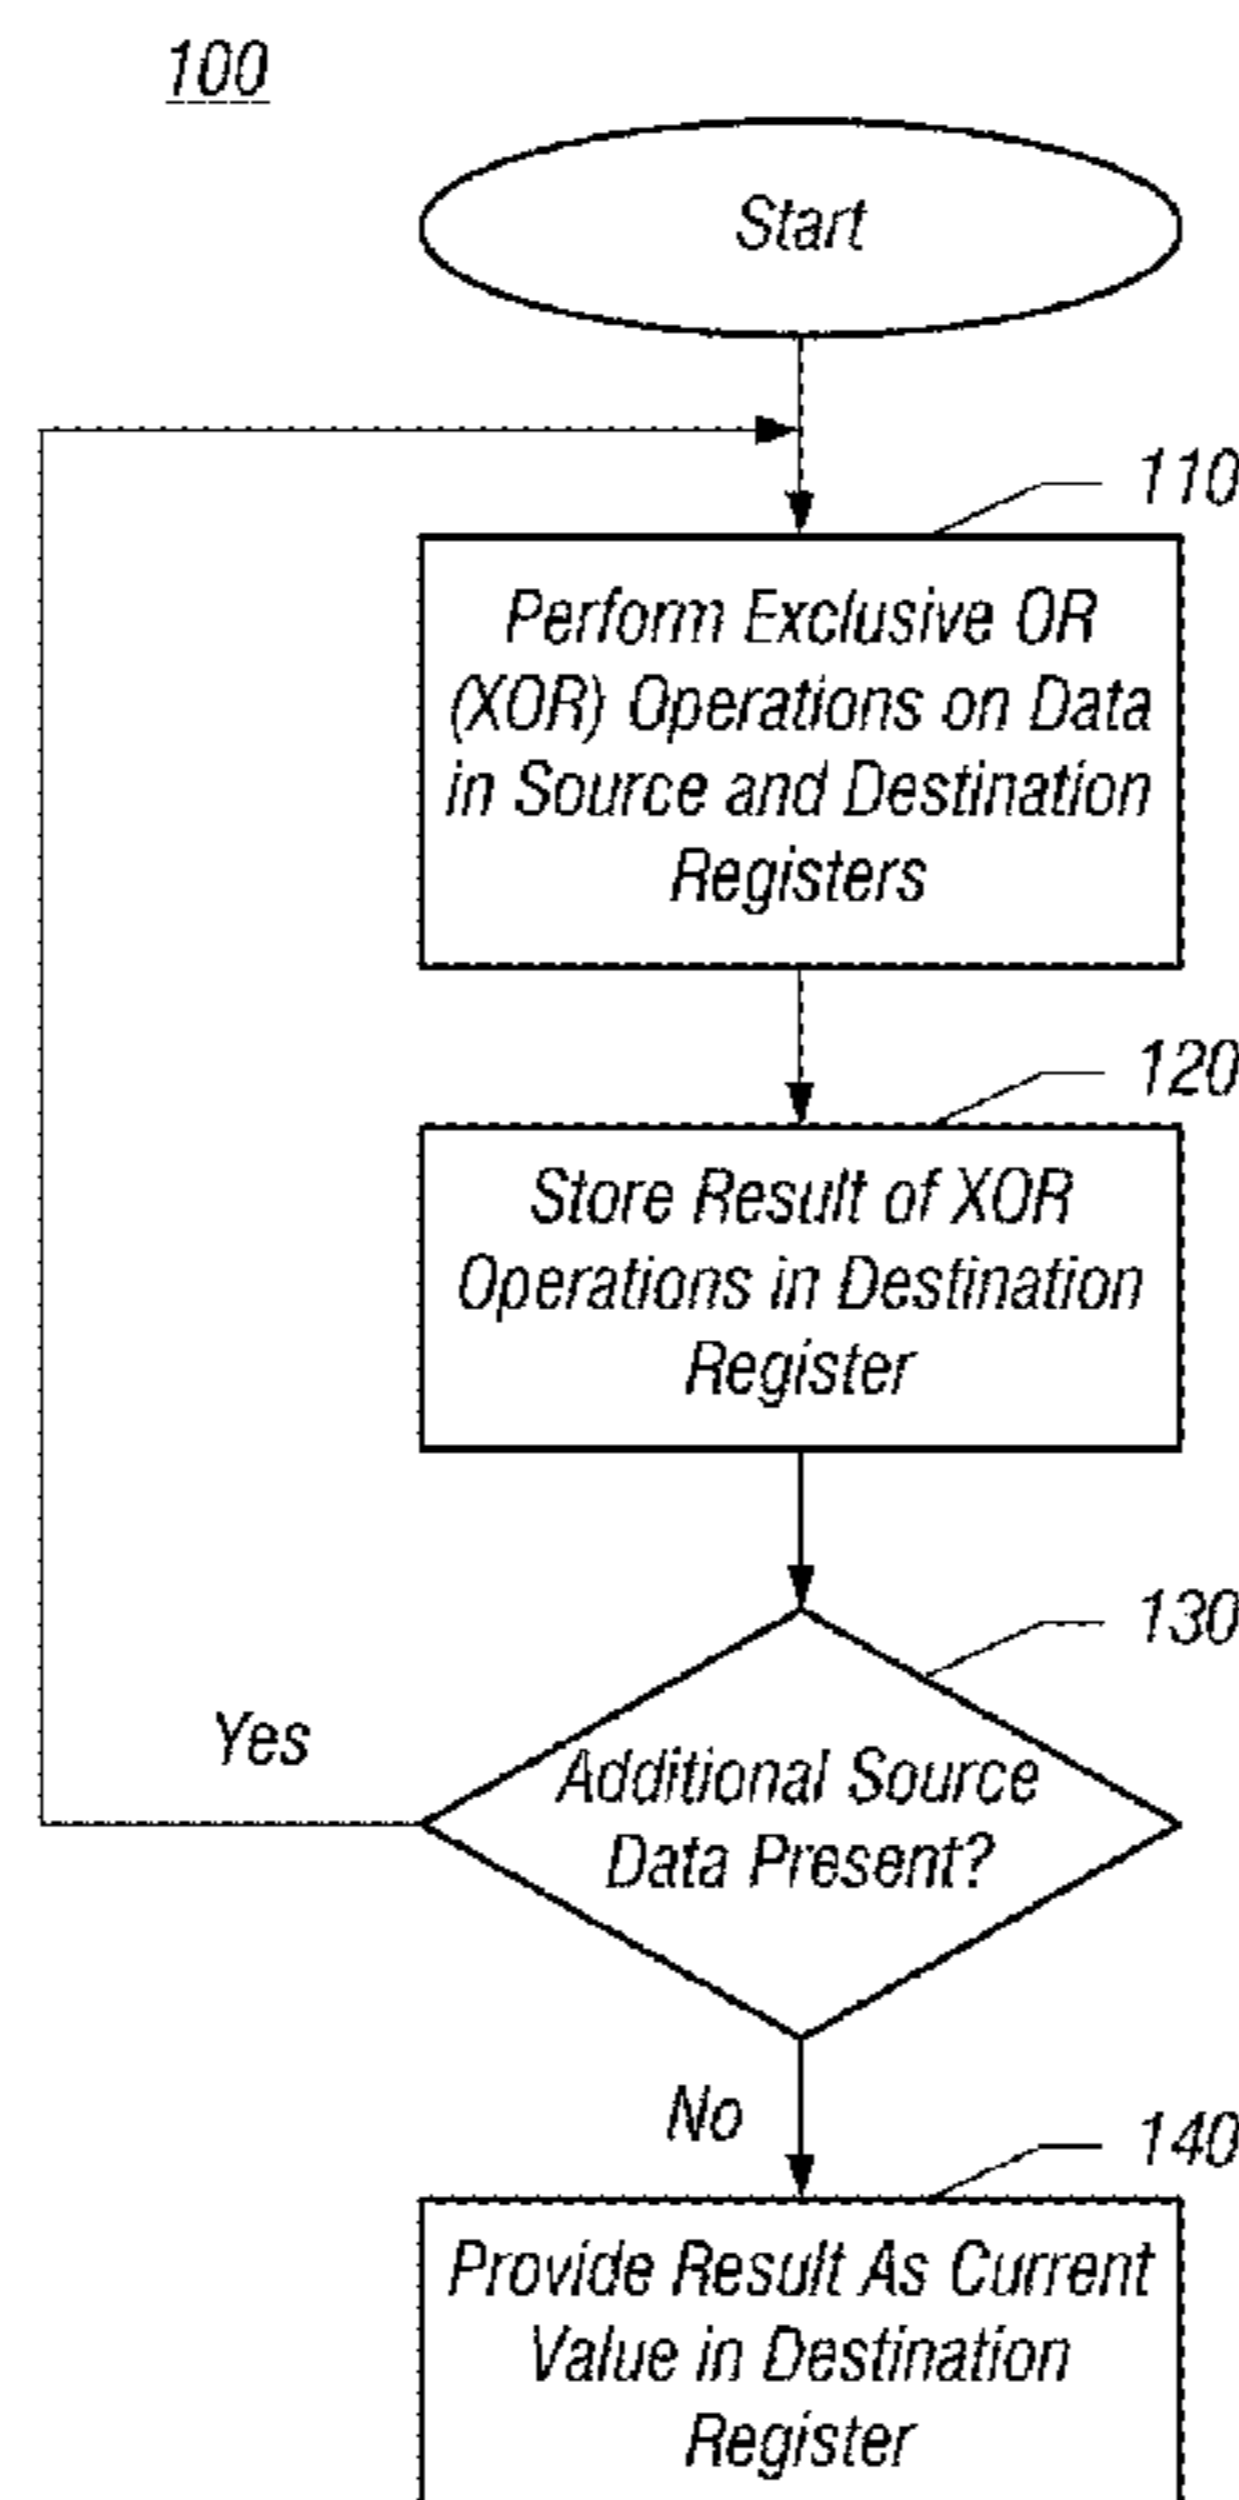 100
Start
110
Perform Exclusive OR
(XOR) Operations on Data
in Source and Destination
Registers
120
Store Result of XOR
Operations in Destination
Register
130
Yes
Additional Source
Data Present?
No
140
Provide Result As Current
Value in Destination
Register